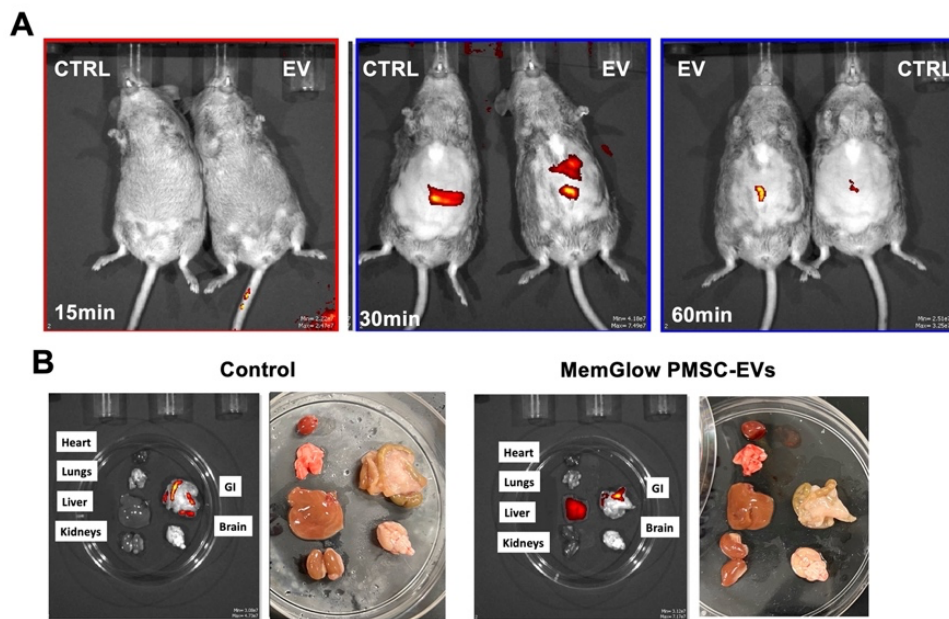 A
CTRL
EV
15min
CTRL
EV
30min
EV
CTRL
60min
B
Control
MemGlow PMSC-EVs
Heart
Lungs
Liver
Kidneys
GI
Brain
Heart
Lungs
Liver
Kidneys
GI
Brain